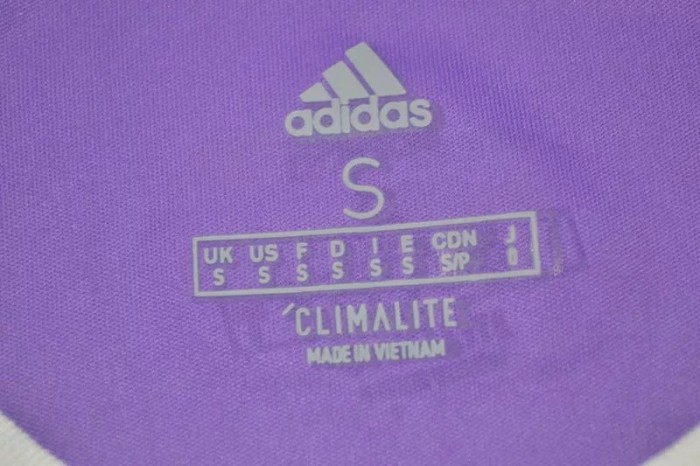 adidas
S
UK US F D I E CDN J
S S S S S S S/P O
'CLIMALITE
MADE IN VIETNAM